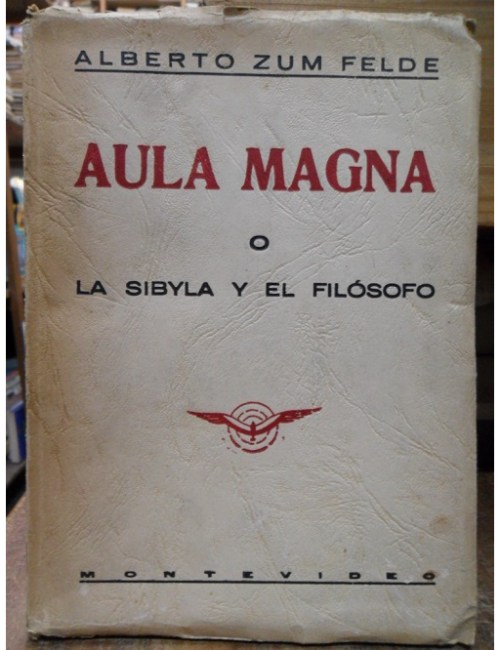 ALBERTO ZUM FELDE
AULA MAGNA
O
LA SIBYLA Y EL FILÓSOFO
MONTEVIDEO